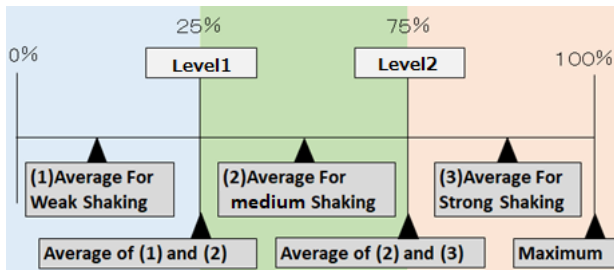 25% 75%
0% Level1 Level2 100%
(1)Average For
Weak Shaking
(2)Average For
medium Shaking
(3)Average For
Strong Shaking
Average of (1) and (2) Average of (2) and (3) Maximum